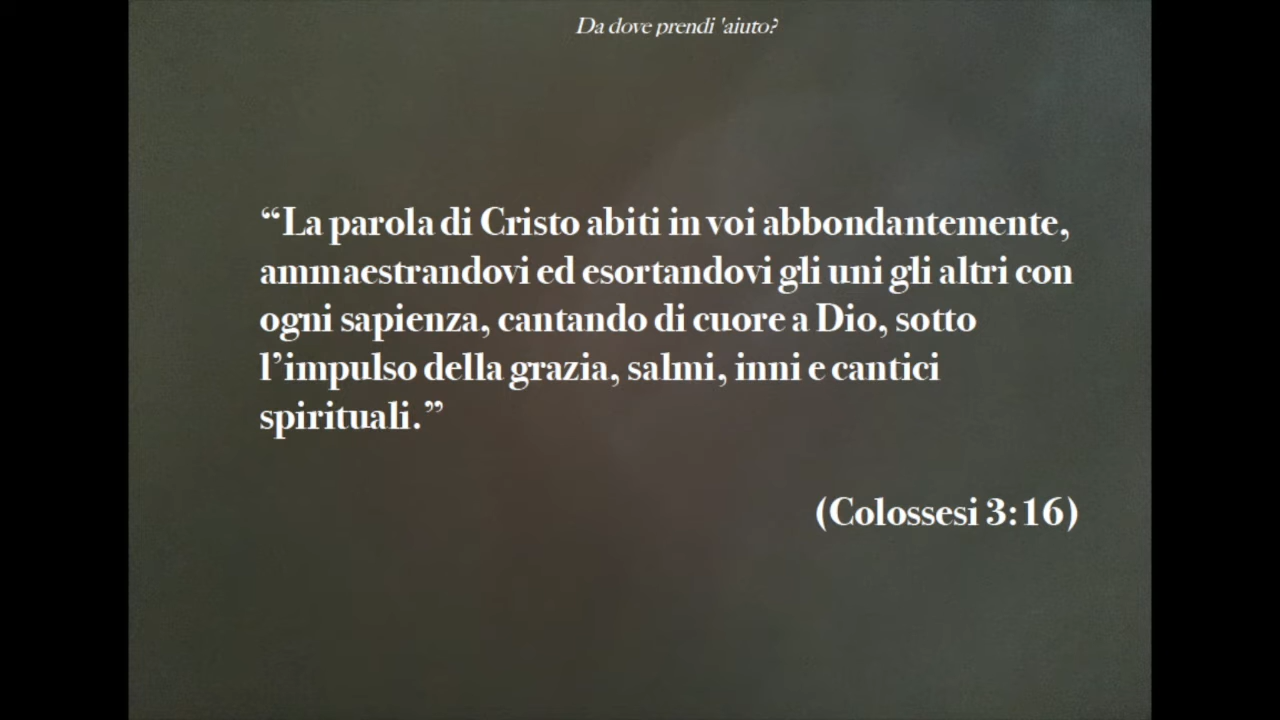 Da dove prendi 'aiuto?
“La parola di Cristo abiti in voi abbondantemente,
ammaestrandovi ed esortandovi gli uni gli altri con
ogni sapienza, cantando di cuore a Dio, sotto
l’impulso della grazia, salmi, inni e cantici
spirituali.”
(Colossesi 3:16)